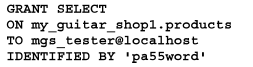 GRANT SELECT
ON my_guitar_shop1.products
TO mgs_tester@localhost
IDENTIFIED BY 'pa55word'